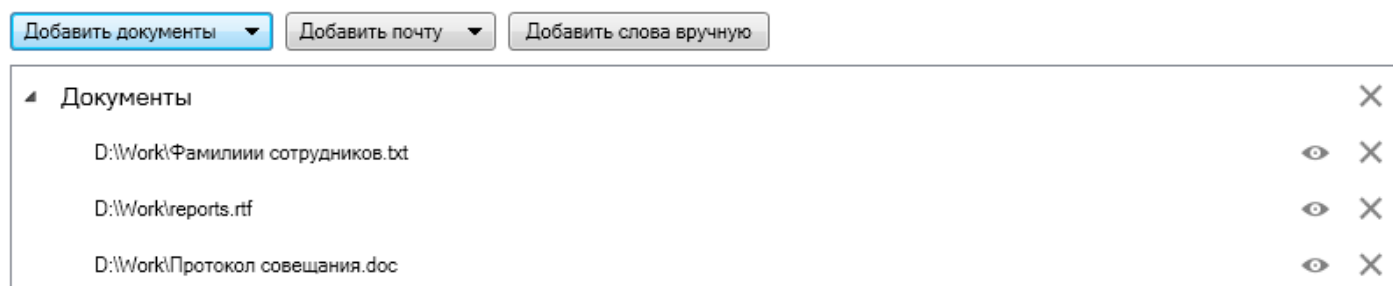 Добавить документы Добавить почту Добавить слова вручную
Документы
D:\Work\Фамилиии сотрудников.txt
D:\Work\reports.rtf
D:\Work\Протокол совещания.doc